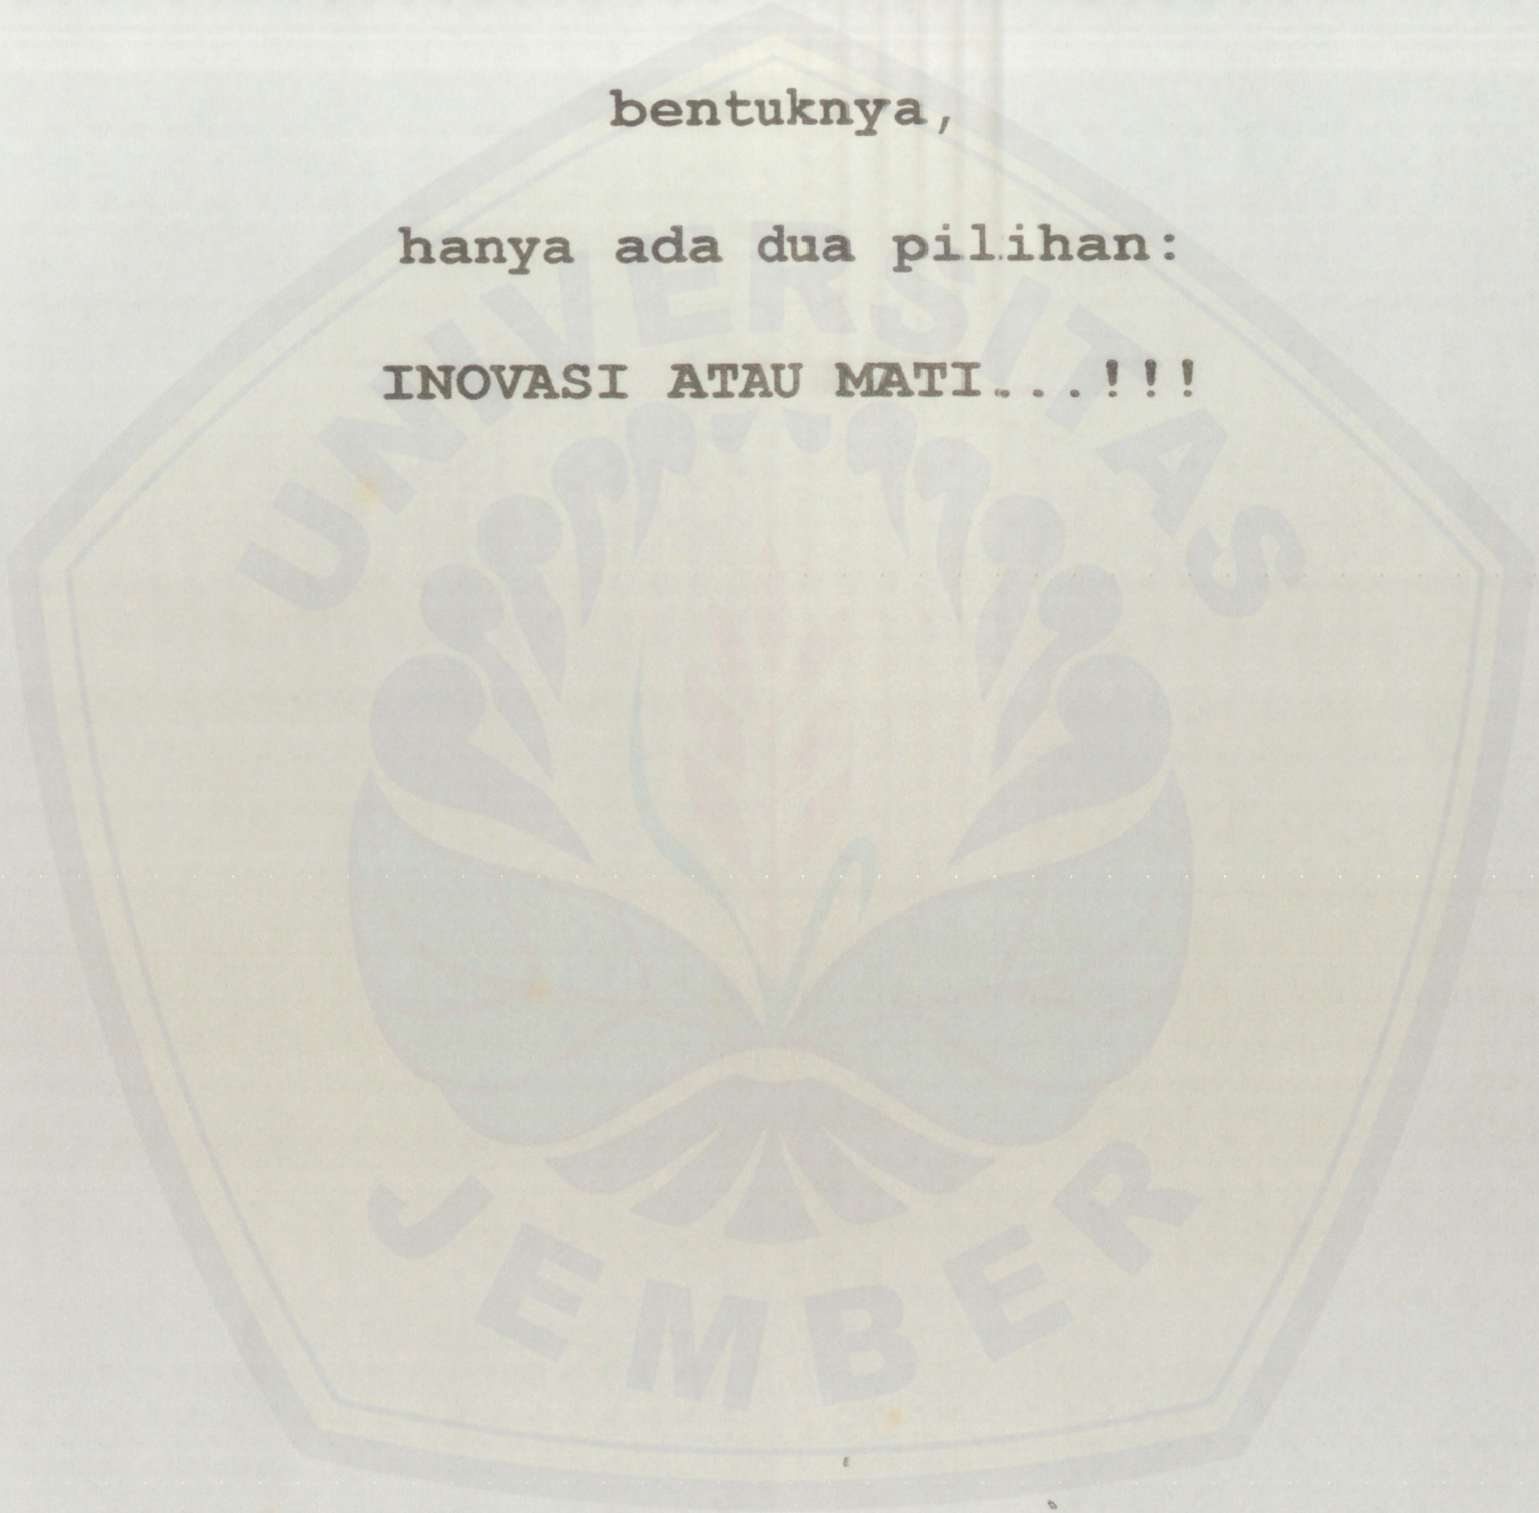 bentuknya,
hanya ada dua pilihan:
INOVASI ATAU MATI...!!!
UNIVERSITAS
JEMBER